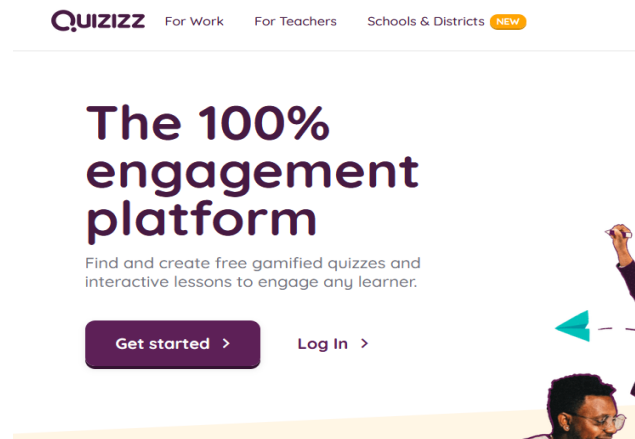 QUIZIZZ For Work For Teachers Schools & Districts NEW
The 100%
engagement
platform
Find and create free gamified quizzes and
interactive lessons to engage any learner.
Get started > Log In >